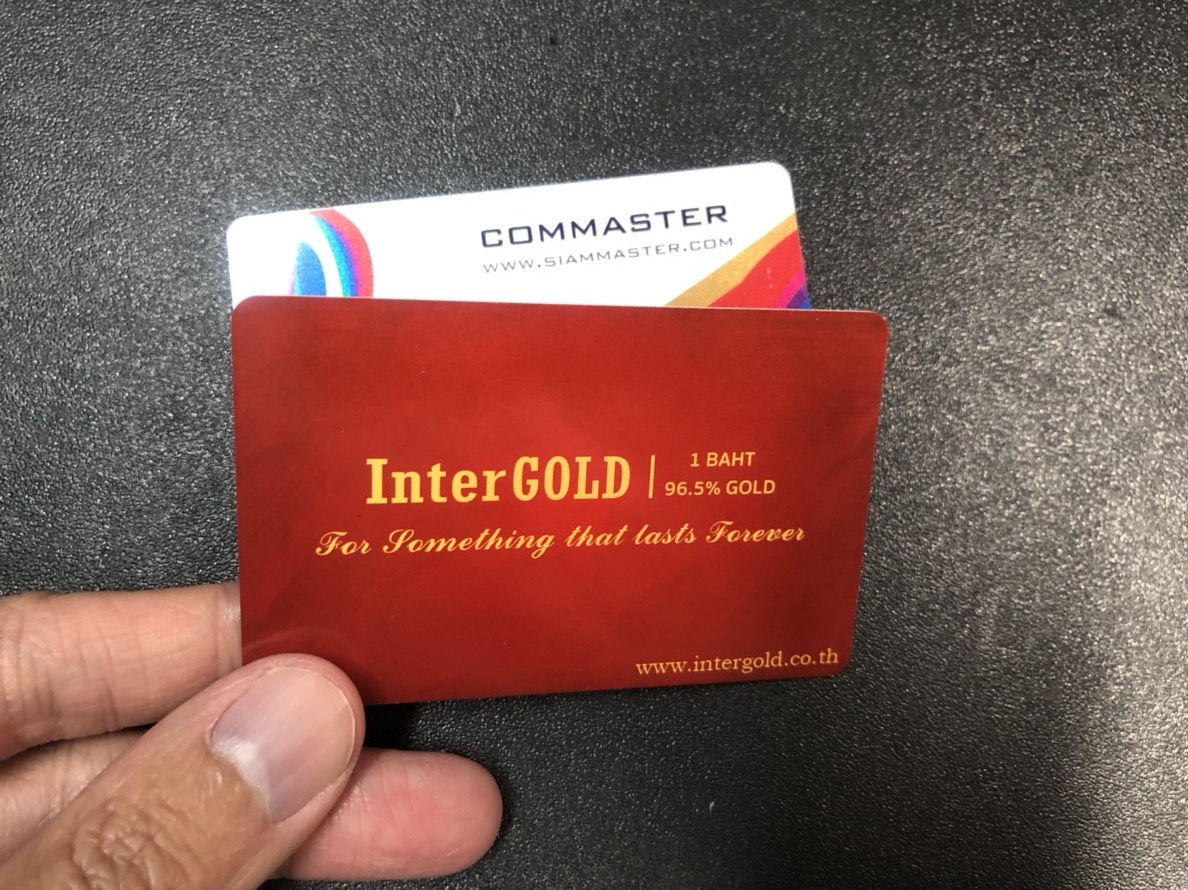 COMMASTER
WWW.SIAMMASTER.COM
InterGOLD | 1 BAHT
96.5% GOLD
For Something that lasts Forever
www.intergold.co.th